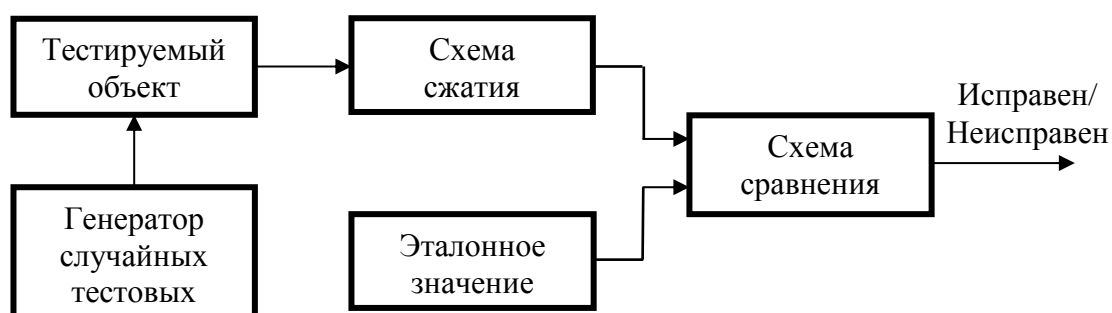 Тестируемый
объект
Схема
сжатия
Исправен/
Неисправен
Схема
сравнения
Генератор
случайных
тестовых
Эталонное
значение